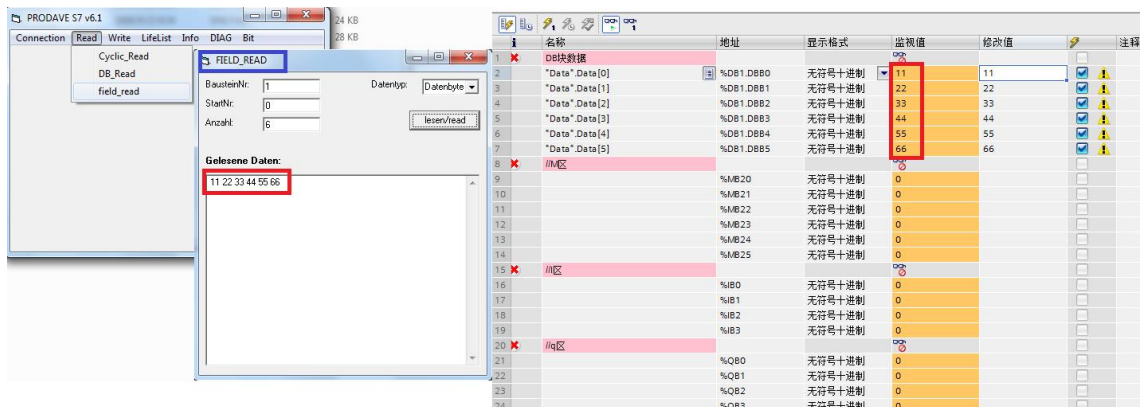 PRODAVE S7 v6.1
Connection Read Write LifeList Info DIAG Bit
Cyclic_Read
DB_Read
field_read
24 KB
28 KB
FIELD_READ
BausteinNr: 1 Datentyp: Datenbyte
StartNr: 0
Anzahl: 6 lesen/read
Gelesene Daten:
11 22 33 44 55 66
i 名称 地址 显示格式 监视值 修改值 注释
1 DB块数据
2 "Data".Data[0] %DB1.DBB0 无符号十进制 11 11
3 "Data".Data[1] %DB1.DBB1 无符号十进制 22 22
4 "Data".Data[2] %DB1.DBB2 无符号十进制 33 33
5 "Data".Data[3] %DB1.DBB3 无符号十进制 44 44
6 "Data".Data[4] %DB1.DBB4 无符号十进制 55 55
7 "Data".Data[5] %DB1.DBB5 无符号十进制 66 66
8 //M区
9 %MB20 无符号十进制 0
10 %MB21 无符号十进制 0
11 %MB22 无符号十进制 0
12 %MB23 无符号十进制 0
13 %MB24 无符号十进制 0
14 %MB25 无符号十进制 0
15 //I区
16 %IB0 无符号十进制 0
17 %IB1 无符号十进制 0
18 %IB2 无符号十进制 0
19 %IB3 无符号十进制 0
20 //q区
21 %QB0 无符号十进制 0
22 %QB1 无符号十进制 0
23 %QB2 无符号十进制 0
24 %QB3 无符号十进制 0